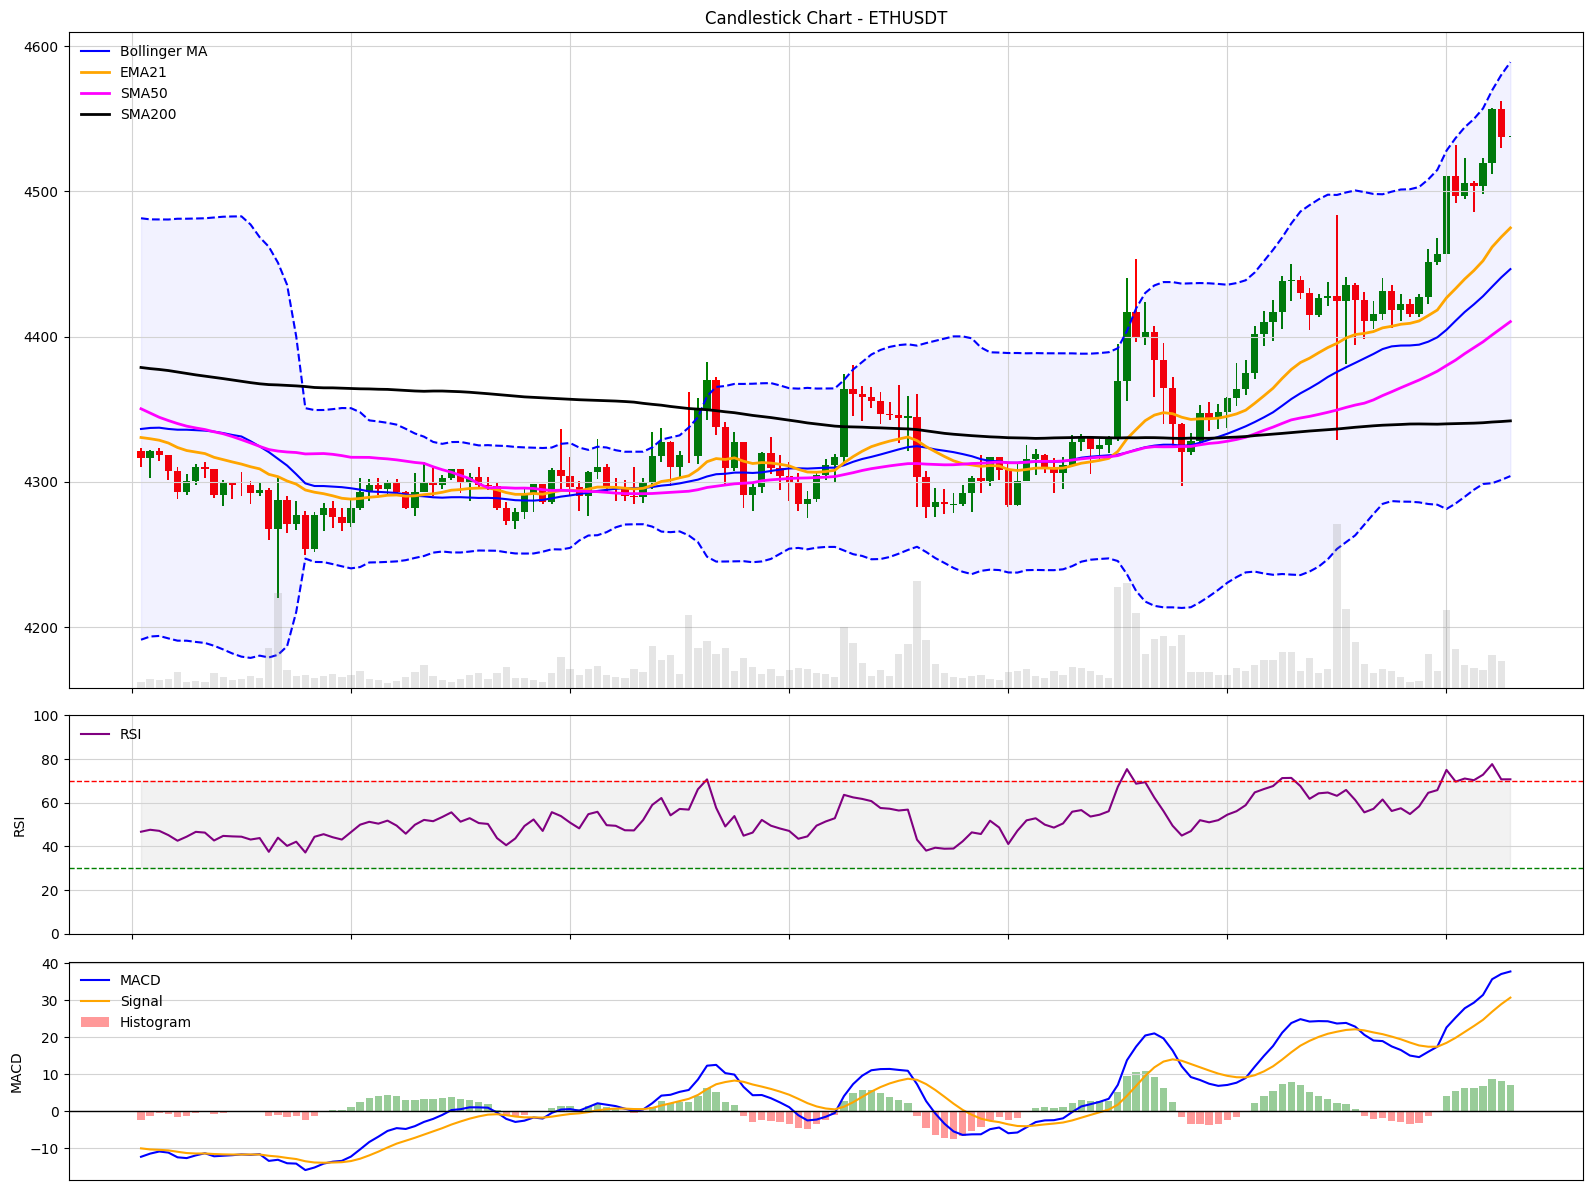 Candlestick Chart - ETHUSDT
4600
4500
4400
4300
4200
Bollinger MA
EMA21
SMA50
SMA200
100
80
60
40
20
0
RSI
RSI
40
30
20
10
0
−10
MACD
MACD
Signal
Histogram